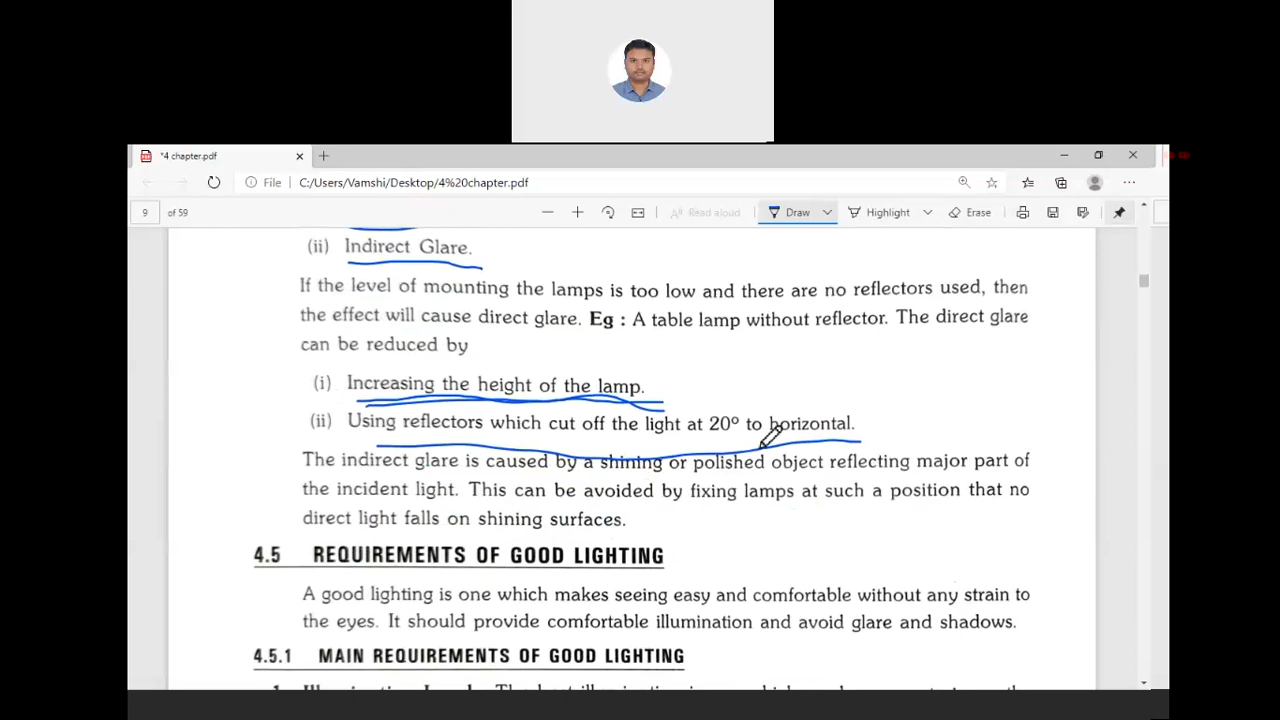 *4 chapter.pdf
File
C:/Users/Vamshi/Desktop/4%20chapter.pdf
9 of 59
Read aloud
Draw
Highlight
Erase
(ii) Indirect Glare.
If the level of mounting the lamps is too low and there are no reflectors used, then
the effect will cause direct glare. Eg : A table lamp without reflector. The direct glare
can be reduced by
(i) Increasing the height of the lamp.
(ii) Using reflectors which cut off the light at 20º to horizontal.
The indirect glare is caused by a shining or polished object reflecting major part of
the incident light. This can be avoided by fixing lamps at such a position that no
direct light falls on shining surfaces.
4.5 REQUIREMENTS OF GOOD LIGHTING
A good lighting is one which makes seeing easy and comfortable without any strain to
the eyes. It should provide comfortable illumination and avoid glare and shadows.
4.5.1 MAIN REQUIREMENTS OF GOOD LIGHTING